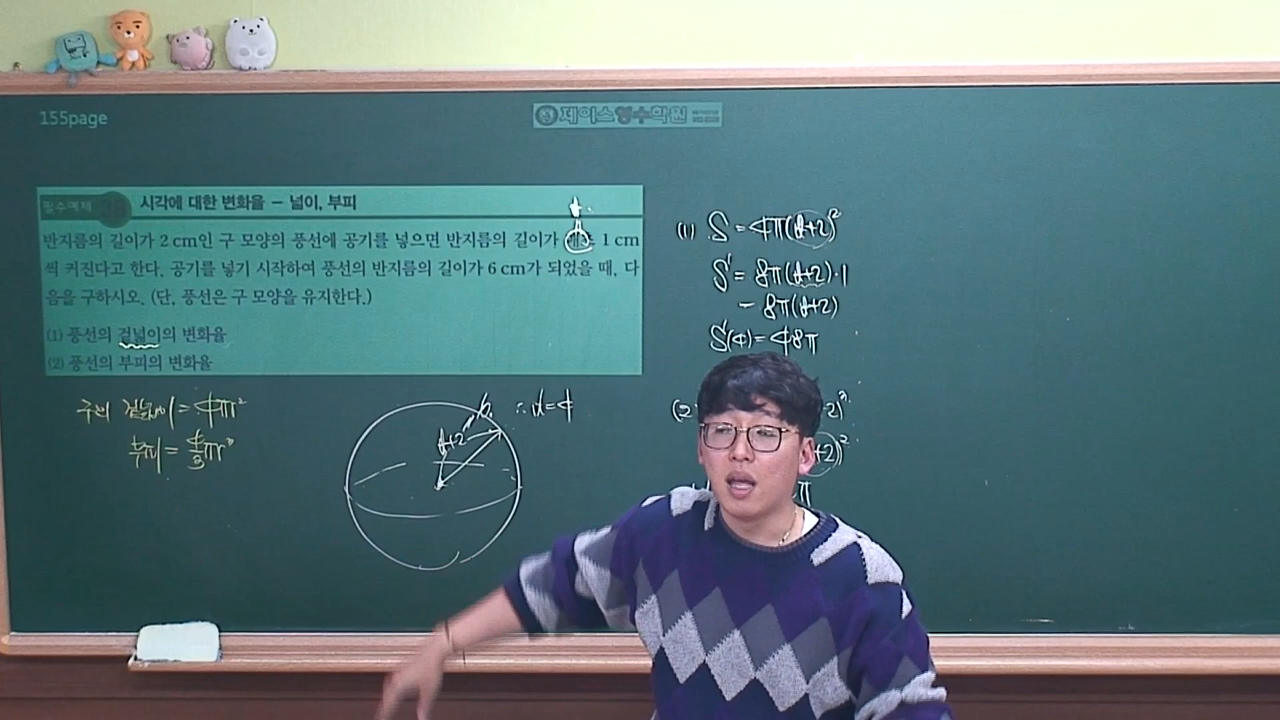 155page
제이스영수학원
필수예제
시각에 대한 변화율 – 넓이, 부피
반지름의 길이가 2 cm인 구 모양의 풍선에 공기를 넣으면 반지름의 길이가 매초 1 cm
씩 커진다고 한다. 공기를 넣기 시작하여 풍선의 반지름의 길이가 6 cm가 되었을 때, 다
음을 구하시오. (단, 풍선은 구 모양을 유지한다.)
(1) 풍선의 겉넓이의 변화율
(2) 풍선의 부피의 변화율
t
구의 겉넓이 = 4πr²
부피 = 4/3 πr³
t+2
6
∴ t=4
(1) S = 4π(t+2)²
S' = 8π(t+2)·1
= 8π(t+2)
S'(4) = 48π
(2)
π